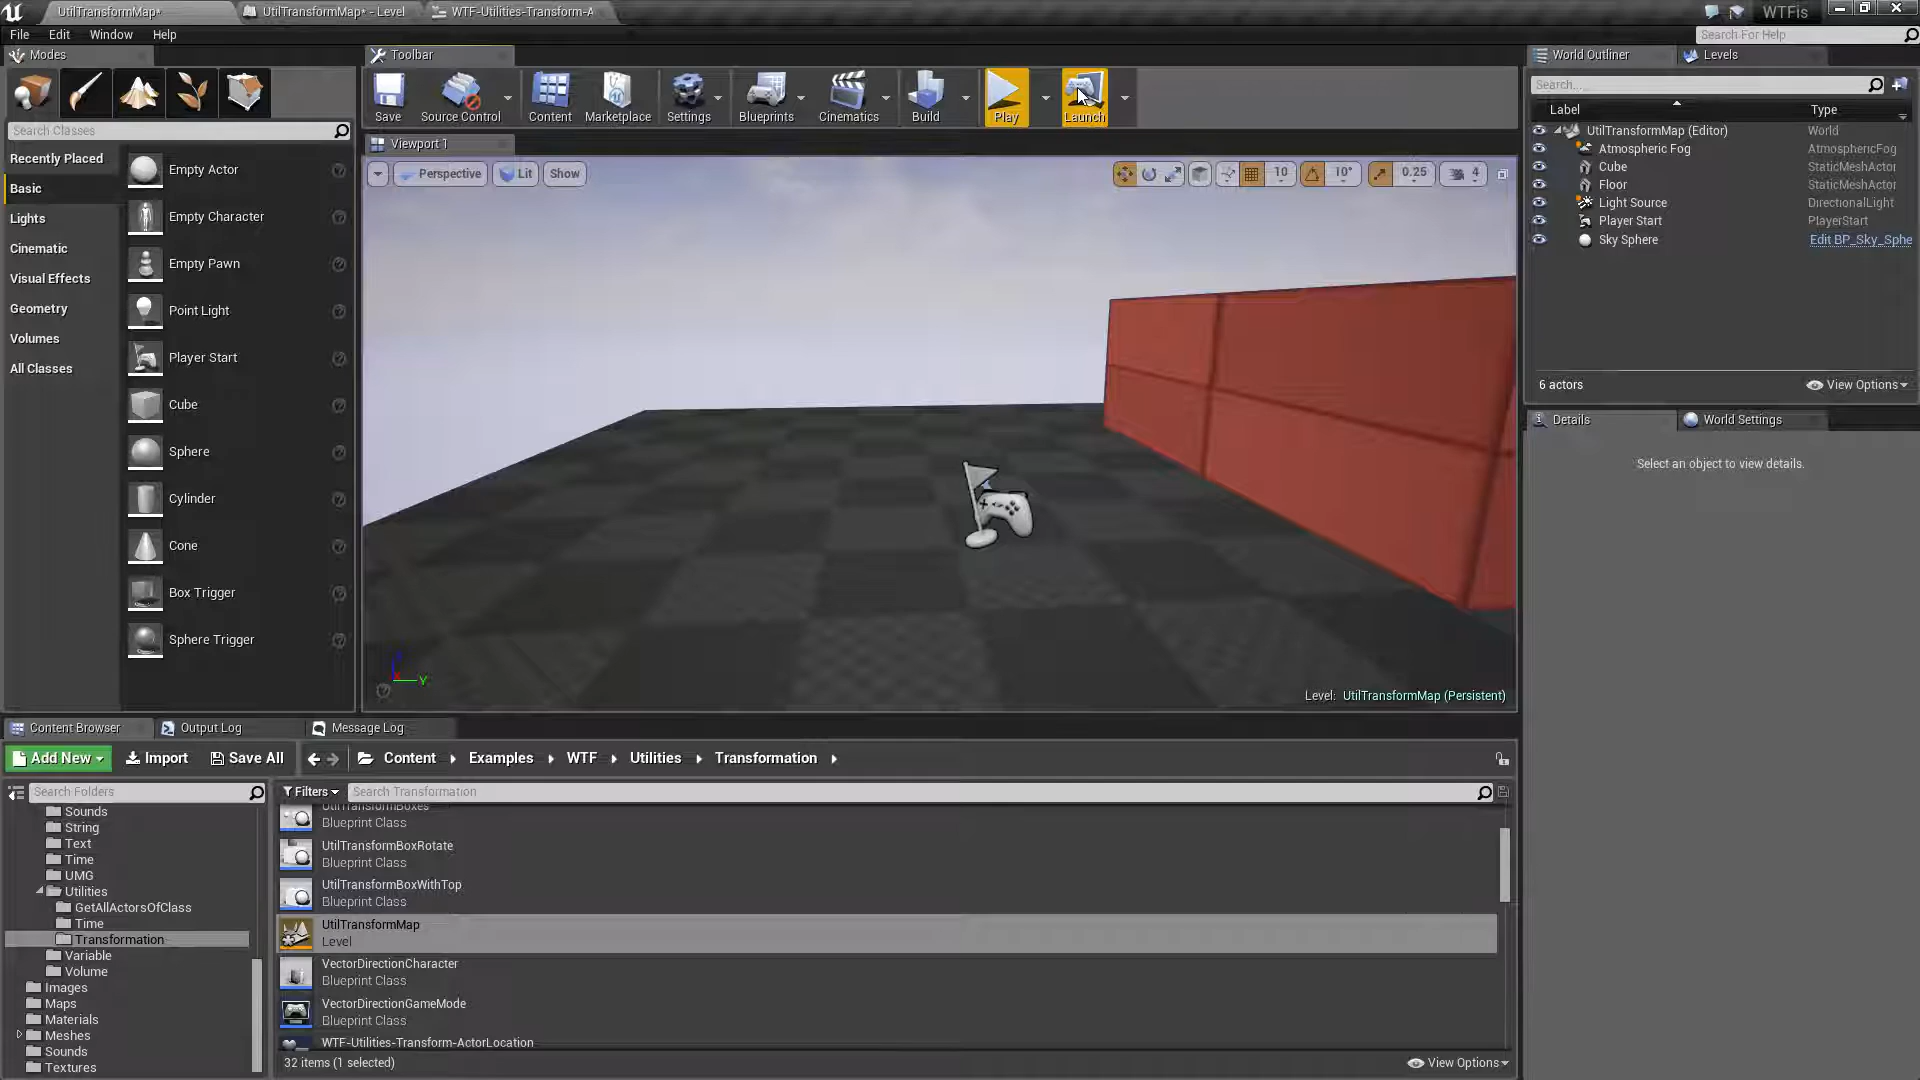 UtilTransformMap*
UtilTransformMap* - Level
WTF-Utilities-Transform-A
WTFis
File Edit Window Help
Search For Help
Modes
Toolbar
World Outliner
Levels
Save
Source Control
Content
Marketplace
Settings
Blueprints
Cinematics
Build
Play
Launch
Search...
Label Type
Search Classes
Viewport 1
UtilTransformMap (Editor) World
Atmospheric Fog AtmosphericFog
Cube StaticMeshActor
Floor StaticMeshActor
Light Source DirectionalLight
Player Start PlayerStart
Sky Sphere Edit BP_Sky_Sphe
6 actors
View Options
Recently Placed
Basic
Lights
Cinematic
Visual Effects
Geometry
Volumes
All Classes
Empty Actor
Empty Character
Empty Pawn
Point Light
Player Start
Cube
Sphere
Cylinder
Cone
Box Trigger
Sphere Trigger
Perspective
Lit
Show
10
10°
0.25
4
Y
Level: UtilTransformMap (Persistent)
Details
World Settings
Select an object to view details.
Content Browser
Output Log
Message Log
Add New
Import
Save All
Content
Examples
WTF
Utilities
Transformation
Search Folders
Filters
Search Transformation
Sounds
String
Text
Time
UMG
Utilities
GetAllActorsOfClass
Time
Transformation
Variable
Volume
Images
Maps
Materials
Meshes
Sounds
Textures
UtilTransformBoxes
Blueprint Class
UtilTransformBoxRotate
Blueprint Class
UtilTransformBoxWithTop
Blueprint Class
UtilTransformMap
Level
VectorDirectionCharacter
Blueprint Class
VectorDirectionGameMode
Blueprint Class
WTF-Utilities-Transform-ActorLocation
32 items (1 selected)
View Options